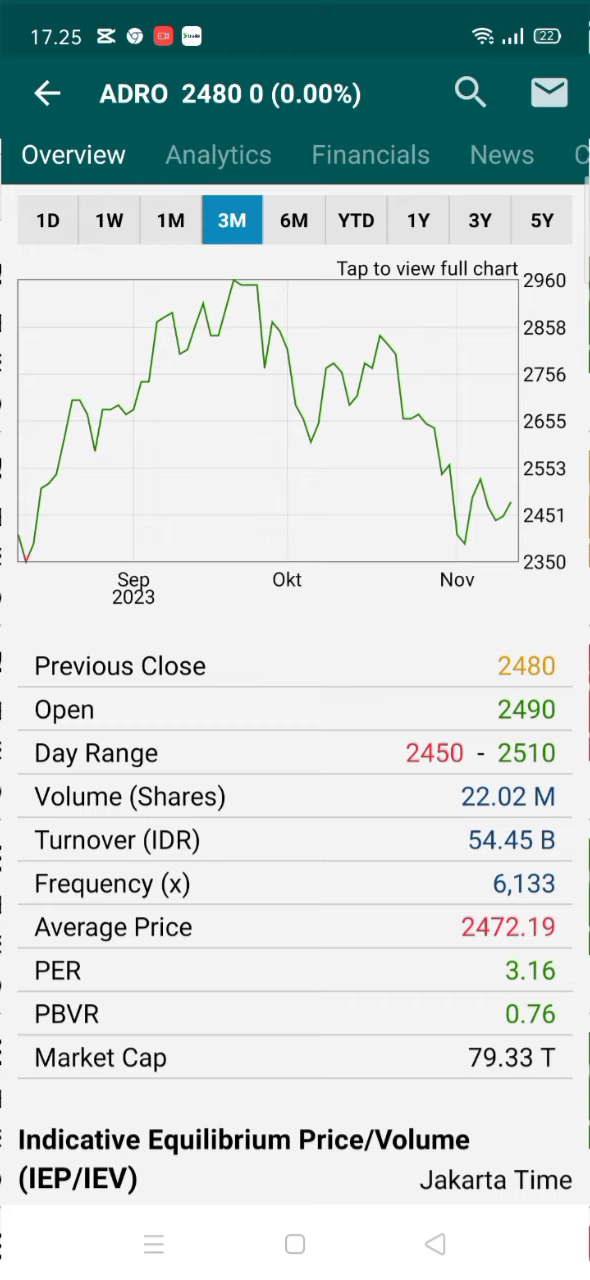 17.25
22
ADRO 2480 0 (0.00%)
Overview Analytics Financials News C
1D 1W 1M 3M 6M YTD 1Y 3Y 5Y
Tap to view full chart
2960
2858
2756
2655
2553
2451
2350
Sep Okt Nov
2023
Previous Close 2480
Open 2490
Day Range 2450 - 2510
Volume (Shares) 22.02 M
Turnover (IDR) 54.45 B
Frequency (x) 6,133
Average Price 2472.19
PER 3.16
PBVR 0.76
Market Cap 79.33 T
Indicative Equilibrium Price/Volume
(IEP/IEV) Jakarta Time